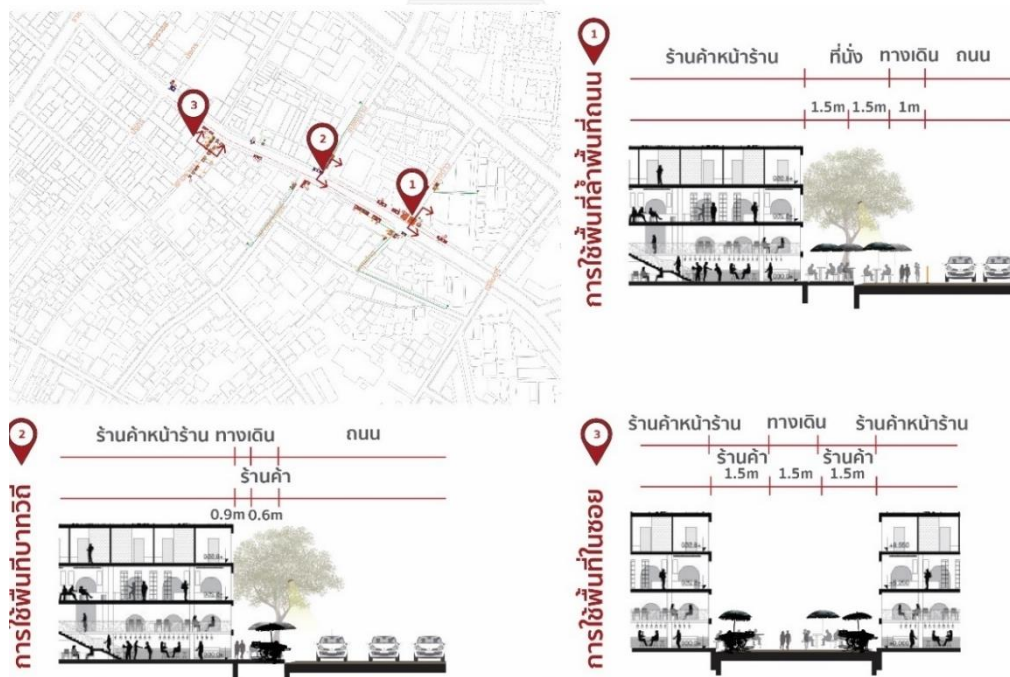 3
2
1
1
การใช้พื้นที่ล้ำพื้นที่ถนน
ร้านค้าหน้าร้าน ที่นั่ง ทางเดิน ถนน
1.5m 1.5m 1m
2
การใช้พื้นที่บาทวิถี
ร้านค้าหน้าร้าน ทางเดิน ถนน
ร้านค้า
0.9m 0.6m
3
การใช้พื้นที่ในซอย
ร้านค้าหน้าร้าน ทางเดิน ร้านค้าหน้าร้าน
ร้านค้า ร้านค้า
1.5m 1.5m 1.5m